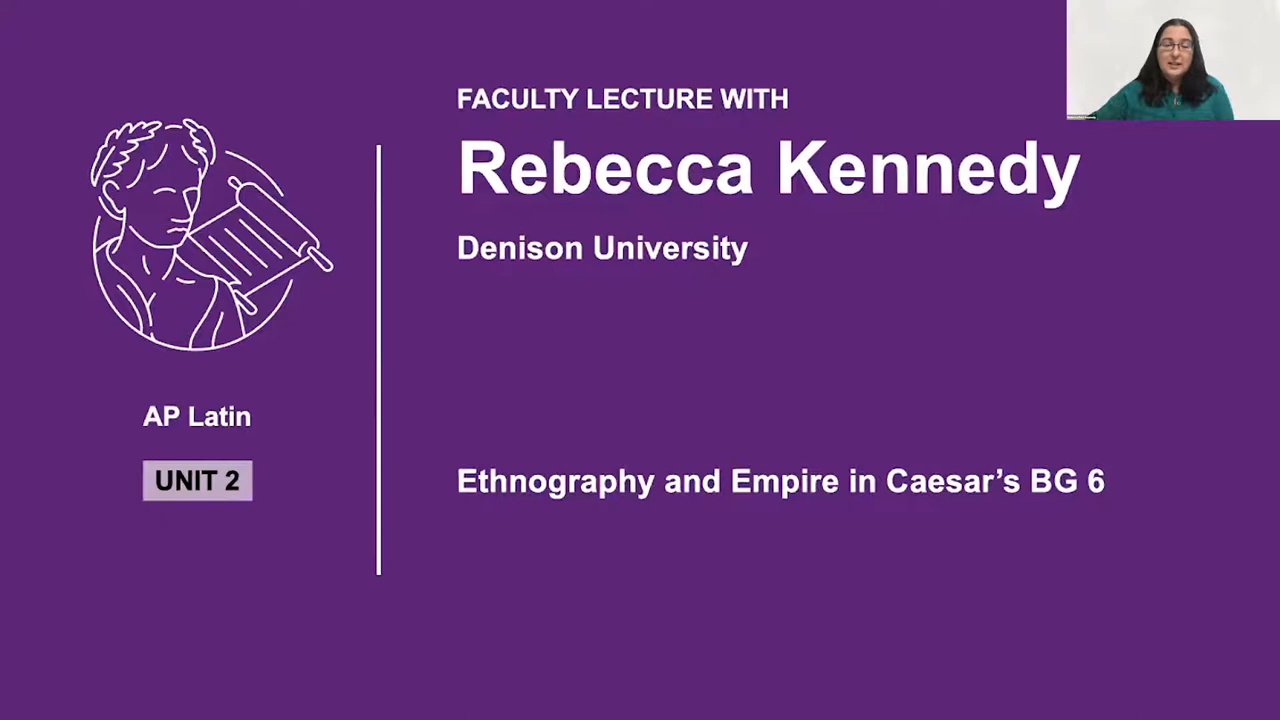 FACULTY LECTURE WITH
Rebecca Kennedy
Denison University
AP Latin
UNIT 2
Ethnography and Empire in Caesar’s BG 6